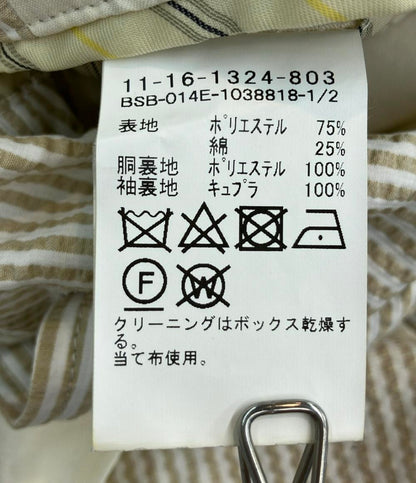 11-16-1324-803
BSB-014E-1038818-1/2
表地 ポリエステル 75%
綿 25%
胴裏地 ポリエステル 100%
袖裏地 キュプラ 100%
F W
クリーニングはボックス乾燥す
る。
当て布使用。